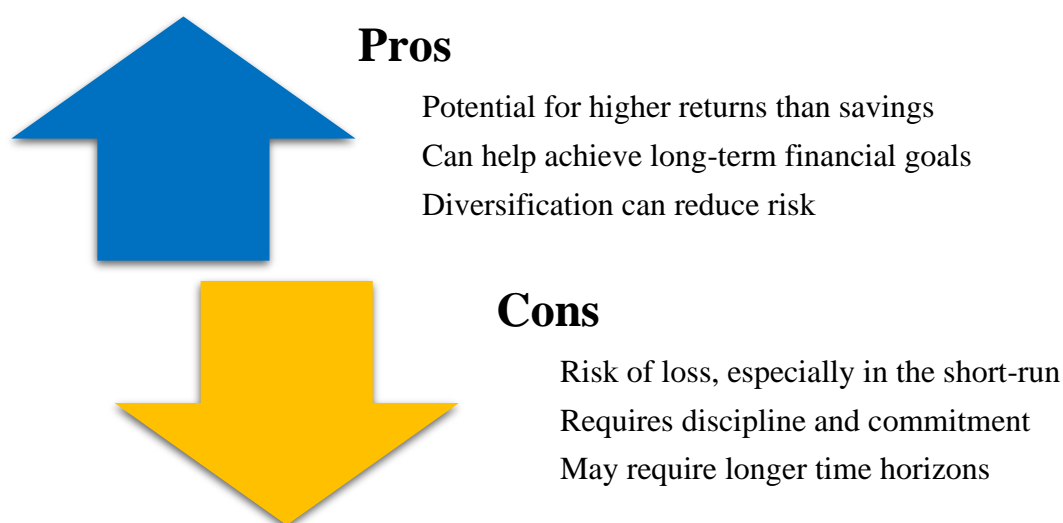 Pros
Potential for higher returns than savings
Can help achieve long-term financial goals
Diversification can reduce risk
Cons
Risk of loss, especially in the short-run
Requires discipline and commitment
May require longer time horizons